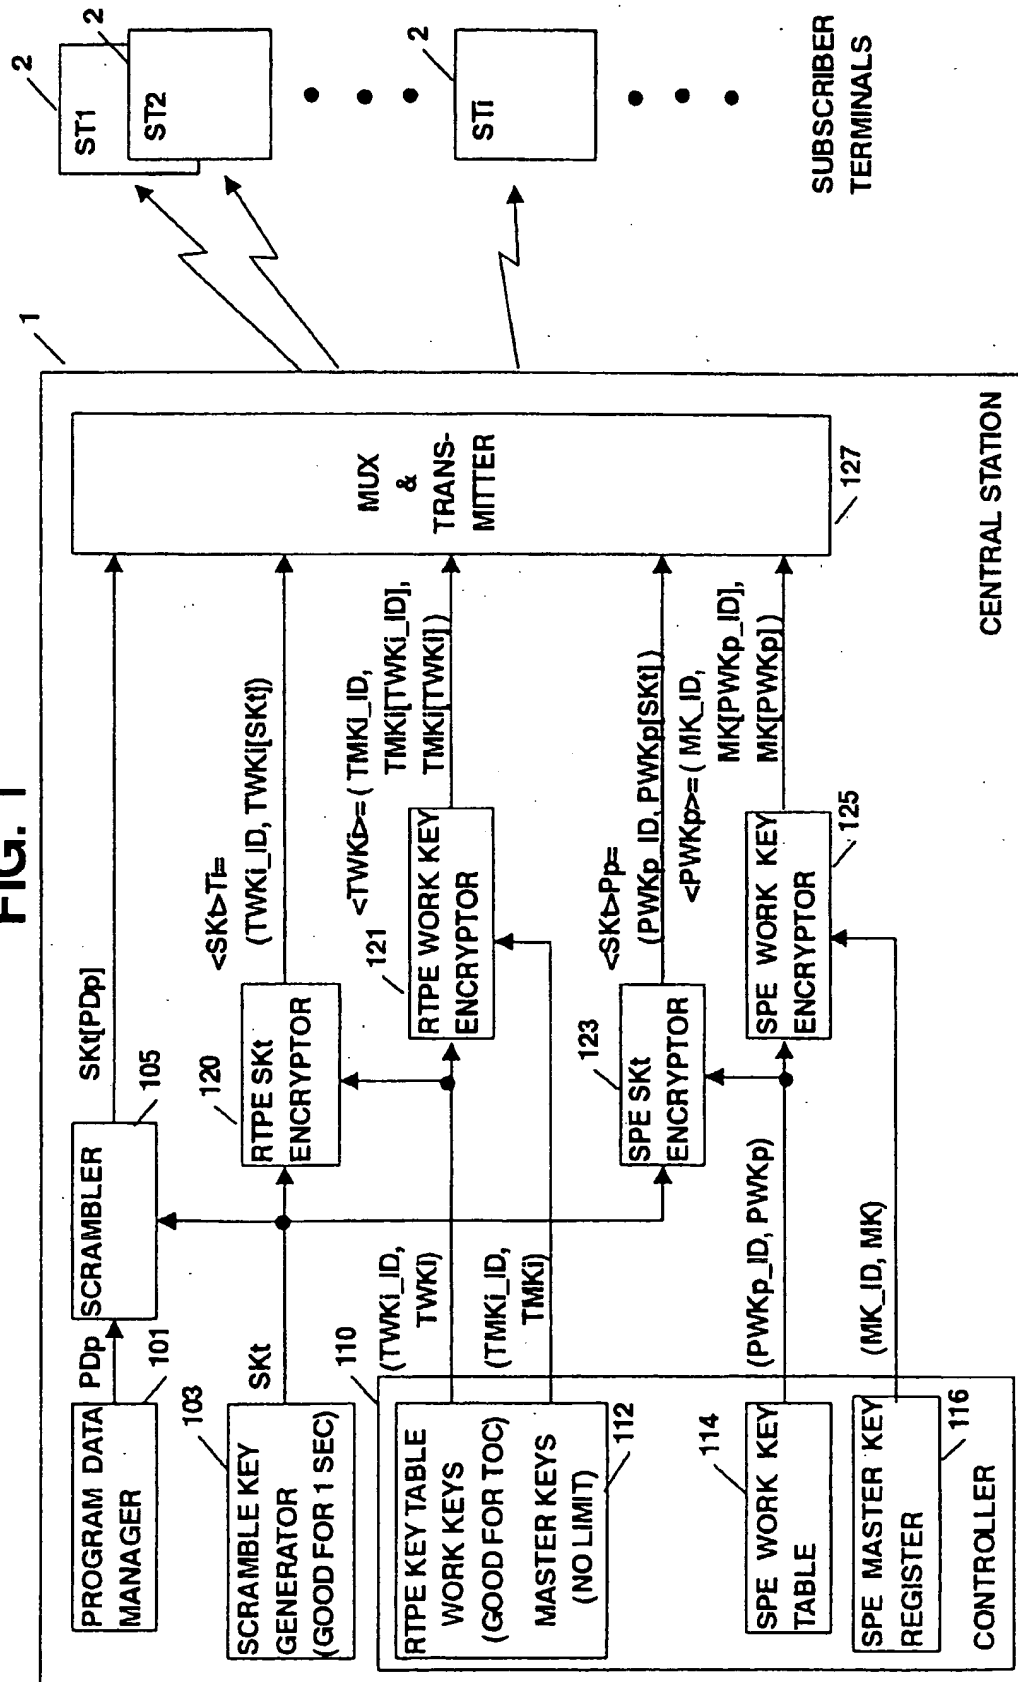 FIG. 1
1
CENTRAL STATION
PROGRAM DATA
MANAGER
101
PDp
SCRAMBLER
105
SKt[PDp]
SCRAMBLE KEY
GENERATOR
(GOOD FOR 1 SEC)
103
SKt
RTPE SKt
ENCRYPTOR
120
<SKt>Ti=
(TWKi_ID, TWKi[SKt])
110
RTPE KEY TABLE
WORK KEYS
(GOOD FOR TOC)
MASTER KEYS
(NO LIMIT)
112
(TWKi_ID,
TWKi)
(TMKi_ID,
TMKi)
121
RTPE WORK KEY
ENCRYPTOR
<TWKi>=( TMKi_ID,
TMKi[TWKi_ID],
TMKi[TWKi] )
123
SPE SKt
ENCRYPTOR
<SKt>Pp=
(PWKp_ID, PWKp[SKt] )
114
SPE WORK KEY
TABLE
(PWKp_ID, PWKp)
SPE WORK KEY
ENCRYPTOR
125
<PWKp>=( MK_ID,
MK[PWKp_ID],
MK[PWKp] )
SPE MASTER KEY
REGISTER
116
(MK_ID, MK)
CONTROLLER
MUX
&
TRANS-
MITTER
127
ST1
2
ST2
2
STi
2
SUBSCRIBER
TERMINALS